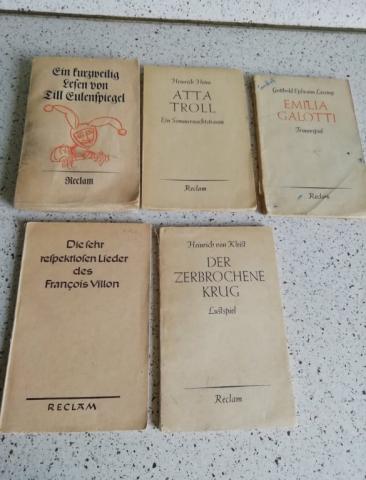 Ein kurzweilig
Lesen von
Till Eulenspiegel
Reclam
Heinrich Heine
ATTA
TROLL
Ein Sommernachtstraum
Reclam
Gotthold Ephraim Lessing
EMILIA
GALOTTI
Trauerspiel
Reclam
Die sehr
respektlosen Lieder
des
François Villon
RECLAM
Heinrich von Kleist
DER
ZERBROCHENE
KRUG
Lustspiel
Reclam